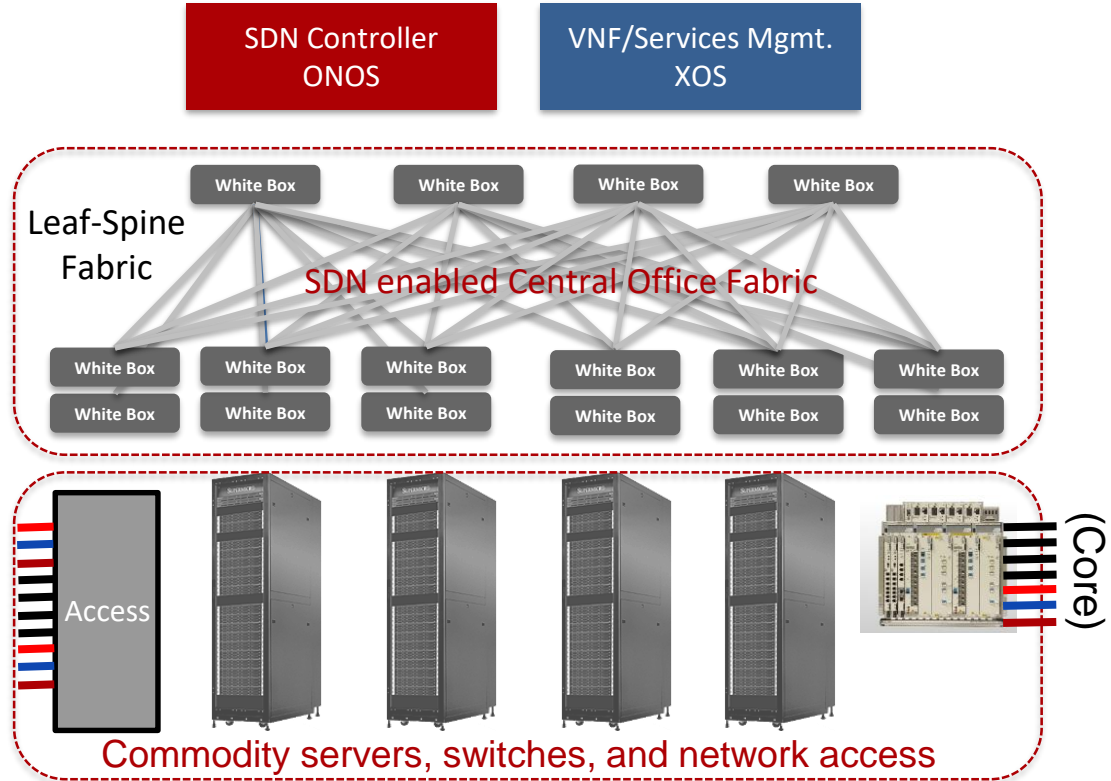 SDN Controller
ONOS
VNF/Services Mgmt.
XOS
White Box
White Box
White Box
White Box
Leaf-Spine
Fabric
SDN enabled Central Office Fabric
White Box
White Box
White Box
White Box
White Box
White Box
White Box
White Box
White Box
White Box
White Box
White Box
Access
(Core)
Commodity servers, switches, and network access